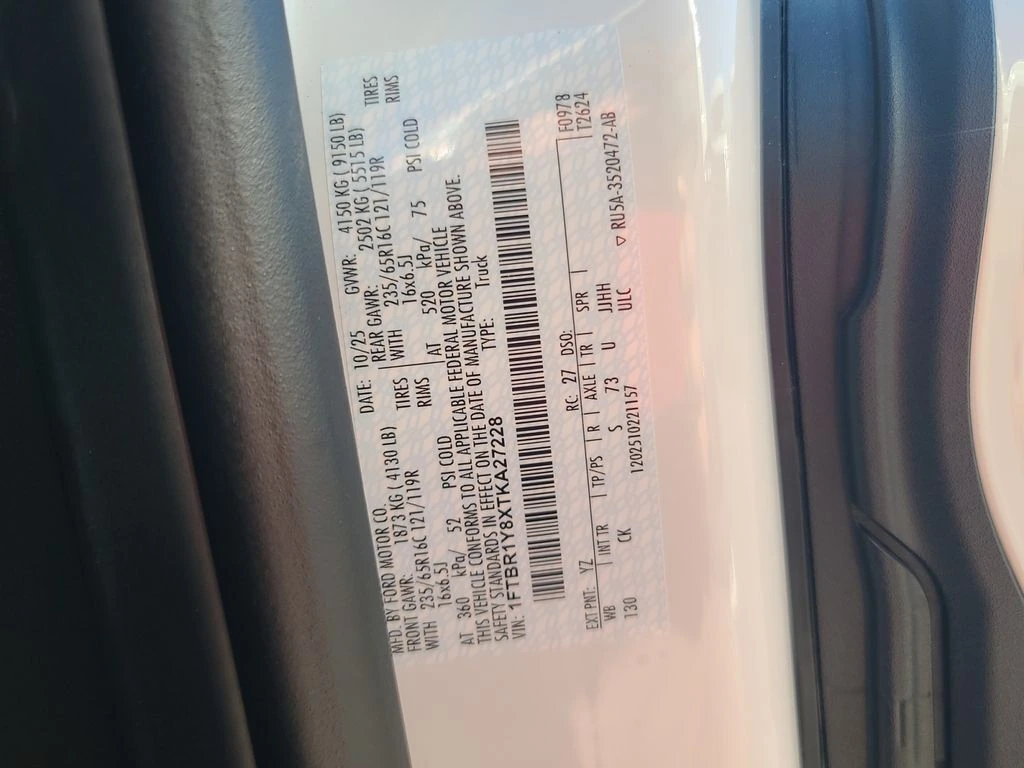 MFD. BY FORD MOTOR CO. DATE: 10/25 GVWR: 4150 KG ( 9150 LB)
FRONT GAWR: 1873 KG ( 4130 LB) REAR GAWR: 2502 KG ( 5515 LB)
WITH 235/65R16C 121/119R TIRES WITH 235/65R16C 121/119R TIRES
16x6.5J RIMS 16x6.5J RIMS
AT 360 kPa/ 52 PSI COLD AT 520 kPa/ 75 PSI COLD
THIS VEHICLE CONFORMS TO ALL APPLICABLE FEDERAL MOTOR VEHICLE
SAFETY STANDARDS IN EFFECT ON THE DATE OF MANUFACTURE SHOWN ABOVE.
VIN: 1FTBR1Y8XTKA27228 TYPE: Truck
EXT PNT: YZ RC: 27 DSO: F0978
WB INT TR TP/PS R AXLE TR SPR T2624
130 CK S 73 U JJHH
1202510221157 ULC ▽ RU5A-3520472-AB